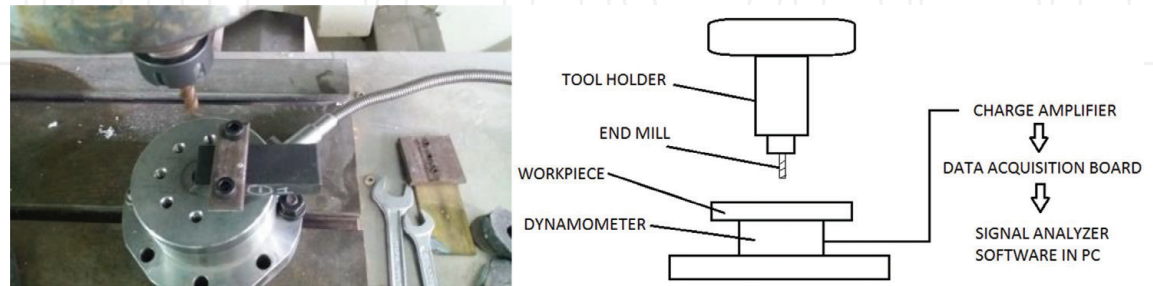 TOOL HOLDER
END MILL
WORKPIECE
DYNAMOMETER
CHARGE AMPLIFIER
DATA ACQUISITION BOARD
SIGNAL ANALYZER
SOFTWARE IN PC